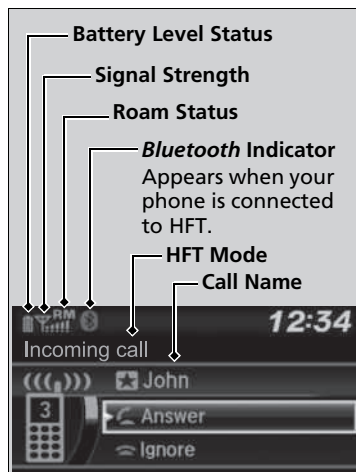 Battery Level Status
Signal Strength
Roam Status
Bluetooth Indicator
Appears when your
phone is connected
to HFT.
HFT Mode
Call Name
RM
12:34
Incoming call
John
3
Answer
Ignore